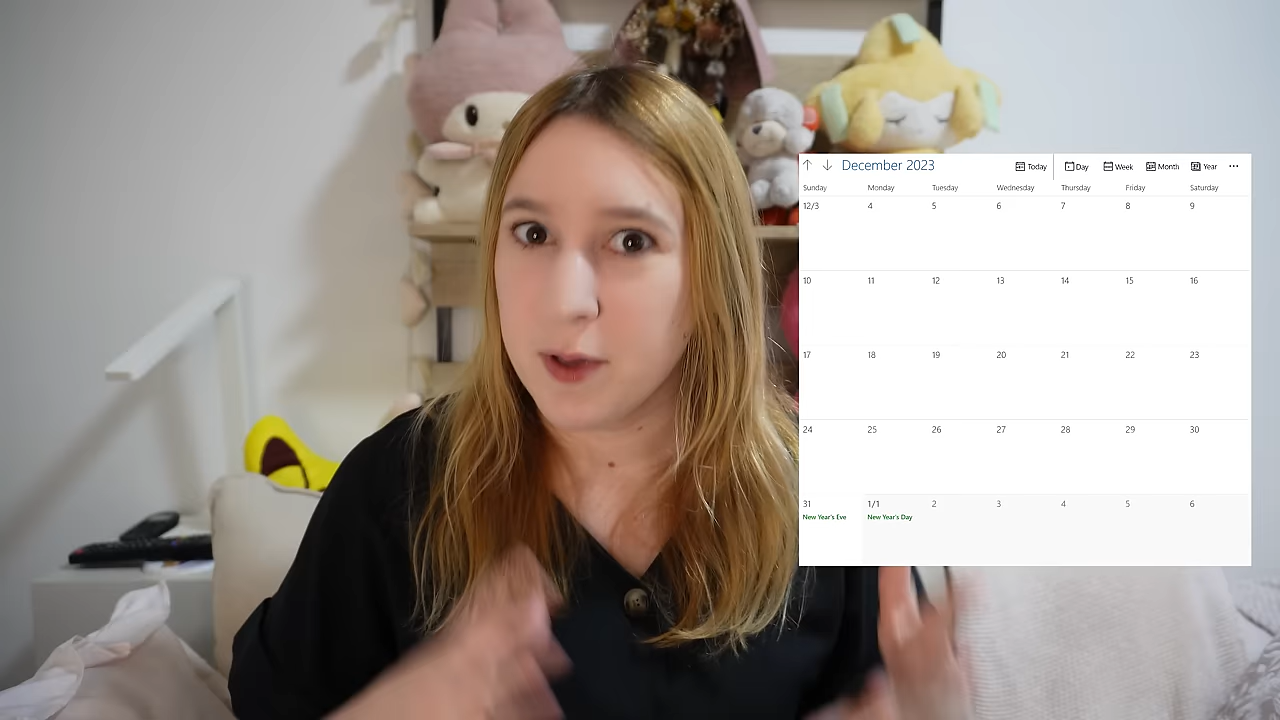 December 2023 Today Day Week Month Year ...
Sunday Monday Tuesday Wednesday Thursday Friday Saturday
12/3 4 5 6 7 8 9
10 11 12 13 14 15 16
17 18 19 20 21 22 23
24 25 26 27 28 29 30
31 1/1 2 3 4 5 6
New Year's Eve New Year's Day